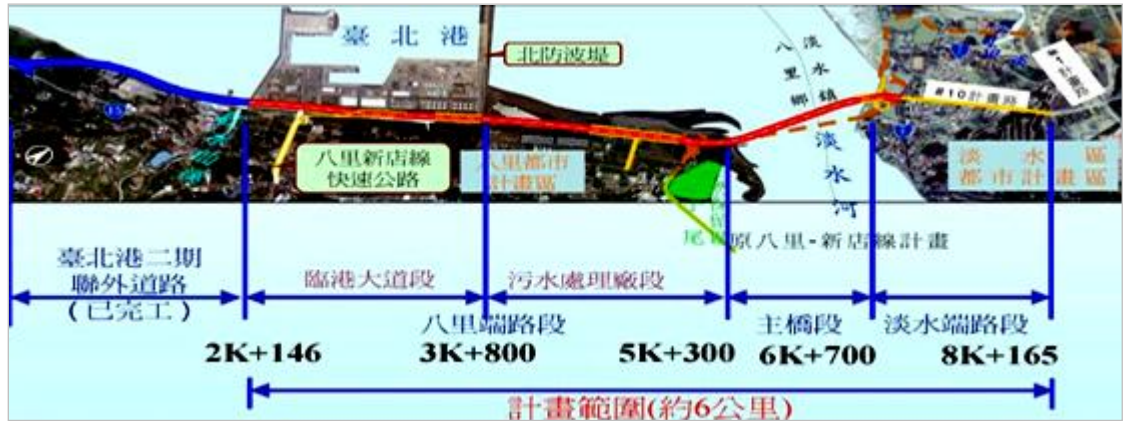 臺北港
北防波堤
八里新店線
快速公路
八里都市
計畫區
淡水鎮
八里鄉
淡水河
#10計畫路
#1計畫路
淡水區
都市計畫區
15
原八里-新店線計畫
臺北港二期
聯外道路
(已完工)
臨港大道段
污水處理廠段
八里端路段
主橋段
淡水端路段
2K+146
3K+800
5K+300
6K+700
8K+165
計畫範圍(約6公里)